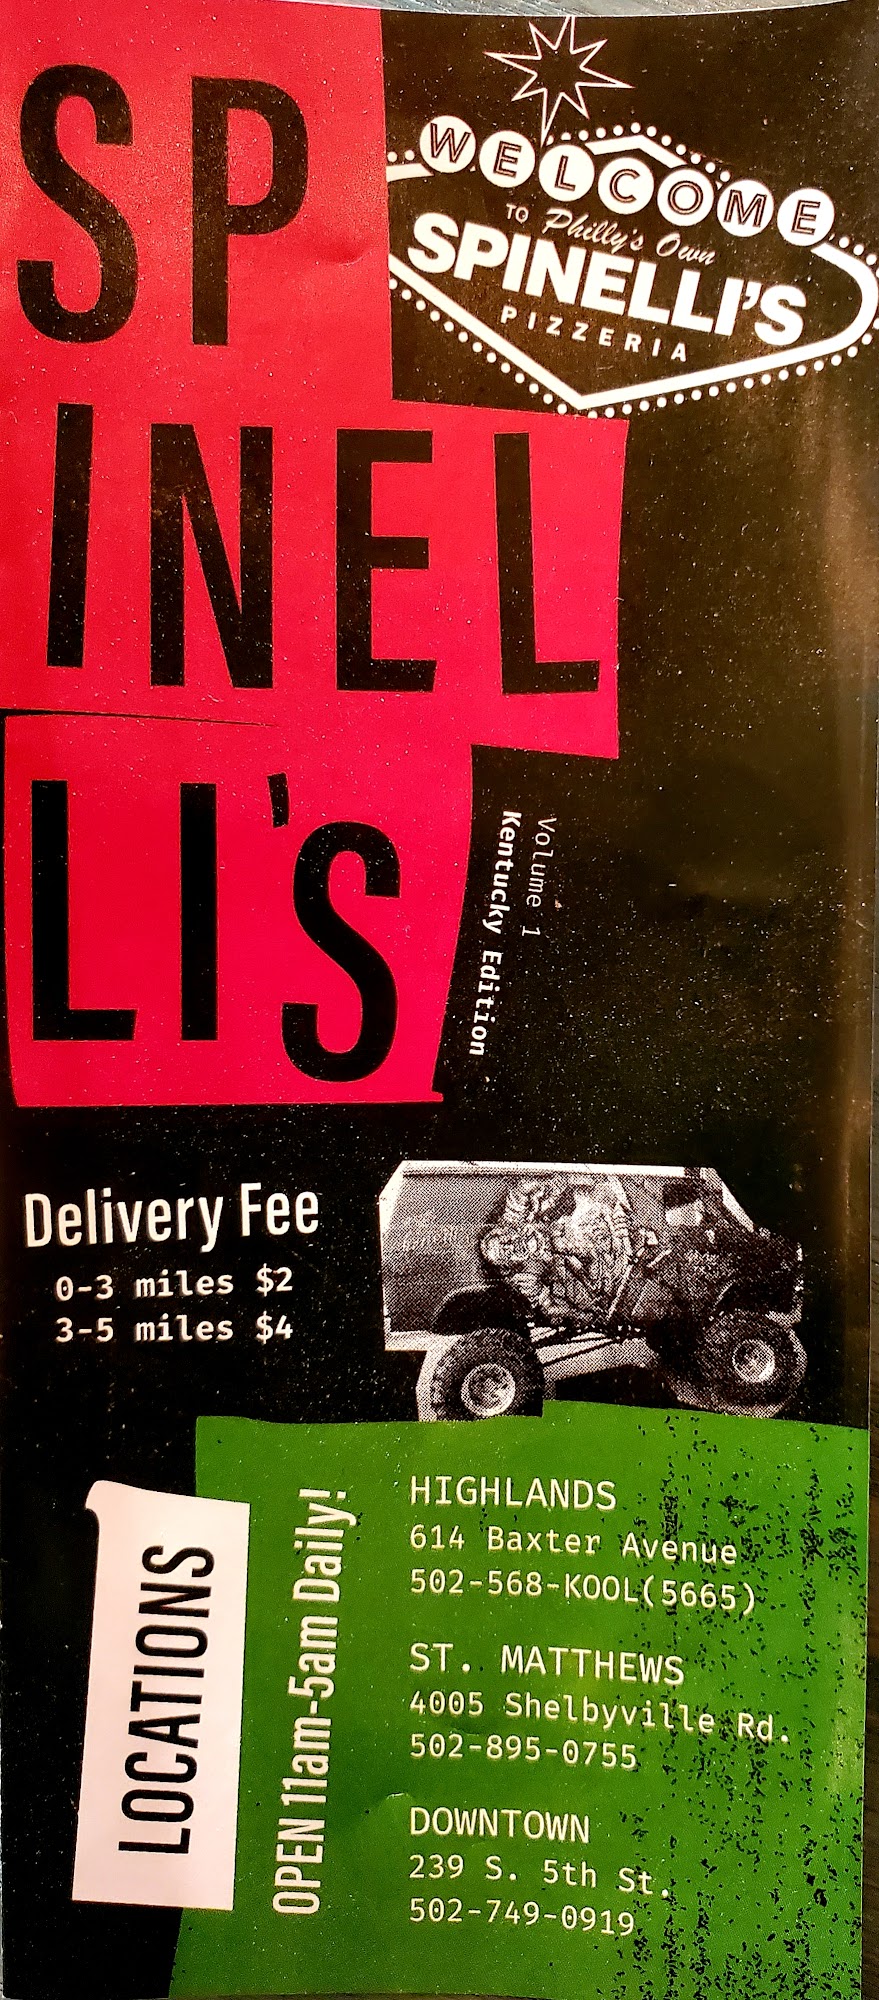 SP
INEL
LI'S
WELCOME
TO Philly's Own
SPINELLI'S
PIZZERIA
Volume 1
Kentucky Edition
Delivery Fee
0-3 miles $2
3-5 miles $4
LOCATIONS
OPEN 11am-5am Daily!
HIGHLANDS
614 Baxter Avenue
502-568-KOOL(5665)
ST. MATTHEWS
4005 Shelbyville Rd.
502-895-0755
DOWNTOWN
239 S. 5th St.
502-749-0919